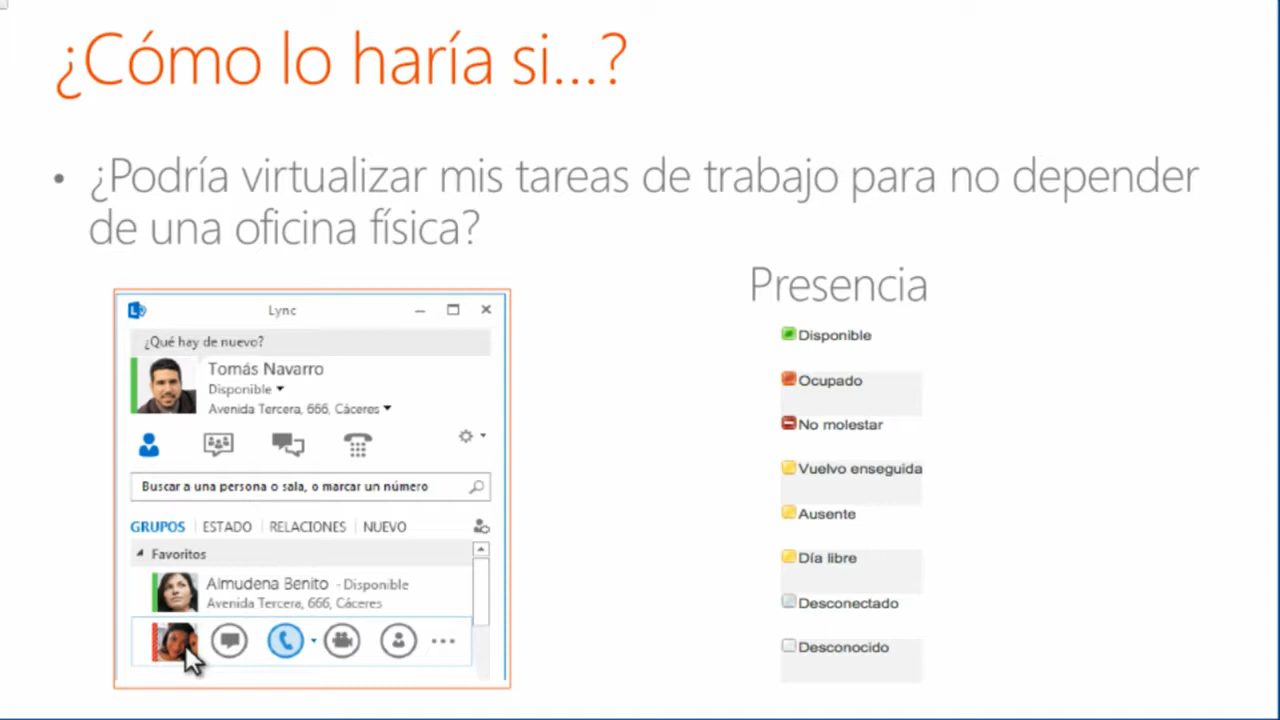 ¿Cómo lo haría si...?
• ¿Podría virtualizar mis tareas de trabajo para no depender
de una oficina física?
Lync
¿Qué hay de nuevo?
Tomás Navarro
Disponible
Avenida Tercera, 666, Cáceres
Buscar a una persona o sala, o marcar un número
GRUPOS ESTADO RELACIONES NUEVO
Favoritos
Almudena Benito - Disponible
Avenida Tercera, 666, Cáceres
Presencia
Disponible
Ocupado
No molestar
Vuelvo enseguida
Ausente
Día libre
Desconectado
Desconocido